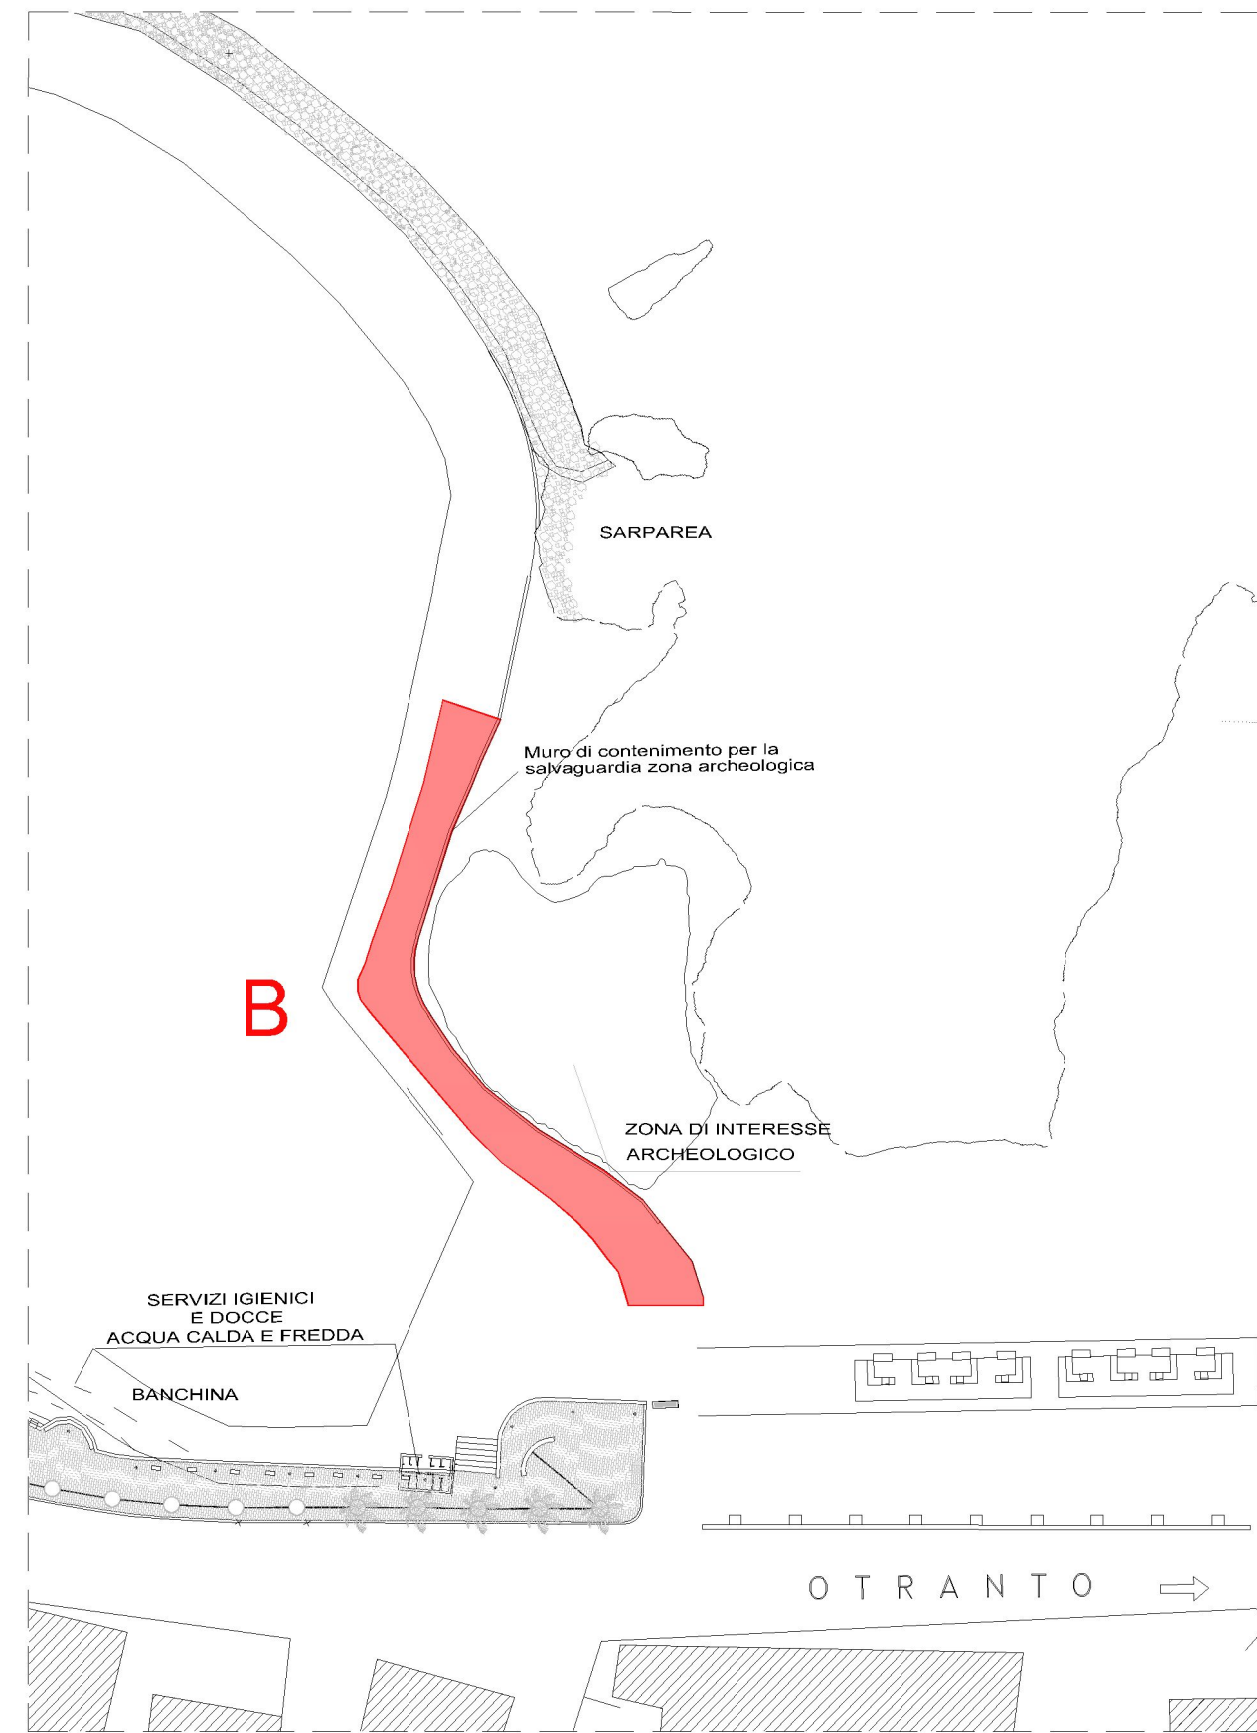 SARPAREA
Muro di contenimento per la
salvaguardia zona archeologica
B
ZONA DI INTERESSE
ARCHEOLOGICO
SERVIZI IGIENICI
E DOCCE
ACQUA CALDA E FREDDA
BANCHINA
OTRANTO